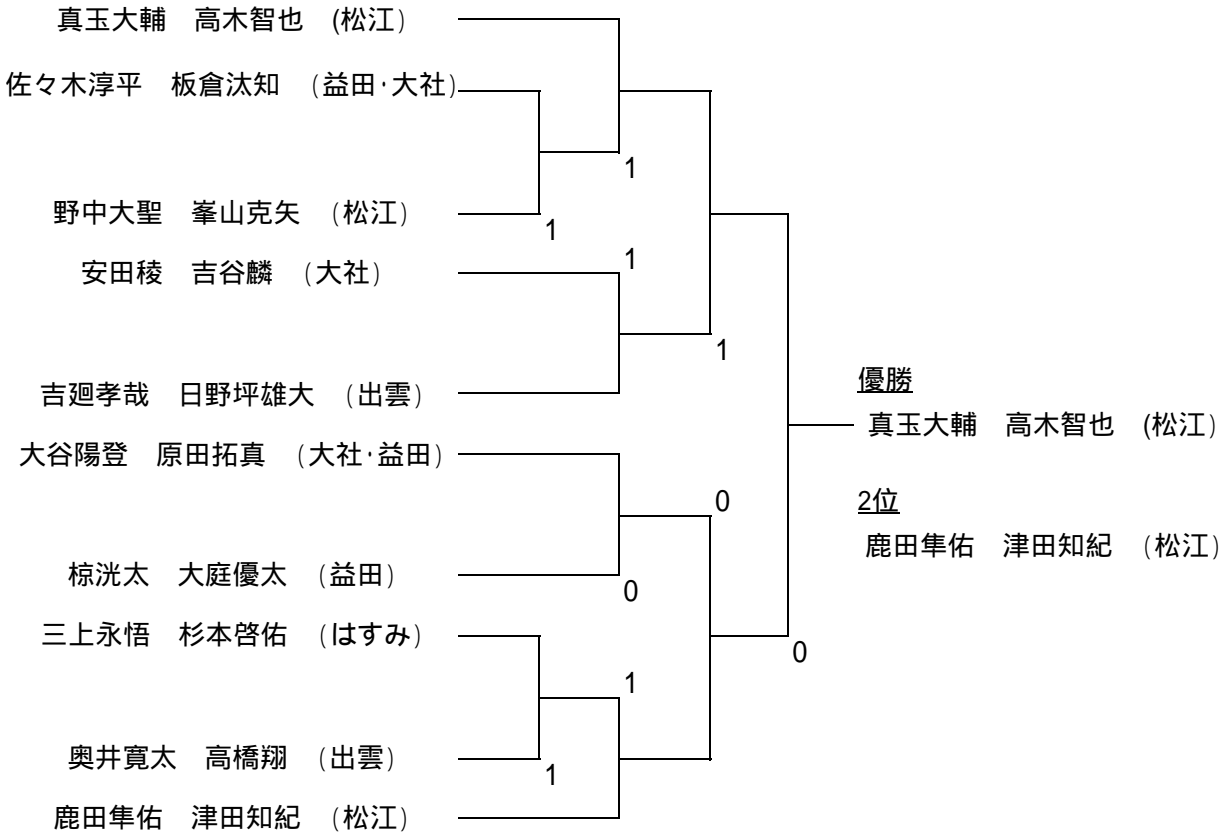 真玉大輔　高木智也　(松江)
佐々木淳平　板倉汰知　(益田・大社)
1
野中大聖　峯山克矢　(松江)
1
1
安田稜　吉谷麟　(大社)
1
優勝
吉廻孝哉　日野坪雄大　(出雲)
真玉大輔　高木智也　(松江)
大谷陽登　原田拓真　(大社・益田)
0
2位
鹿田隼佑　津田知紀　(松江)
椋洸太　大庭優太　(益田)
0
三上永悟　杉本啓佑　(はすみ)
0
1
奥井寛太　高橋翔　(出雲)
1
鹿田隼佑　津田知紀　(松江)